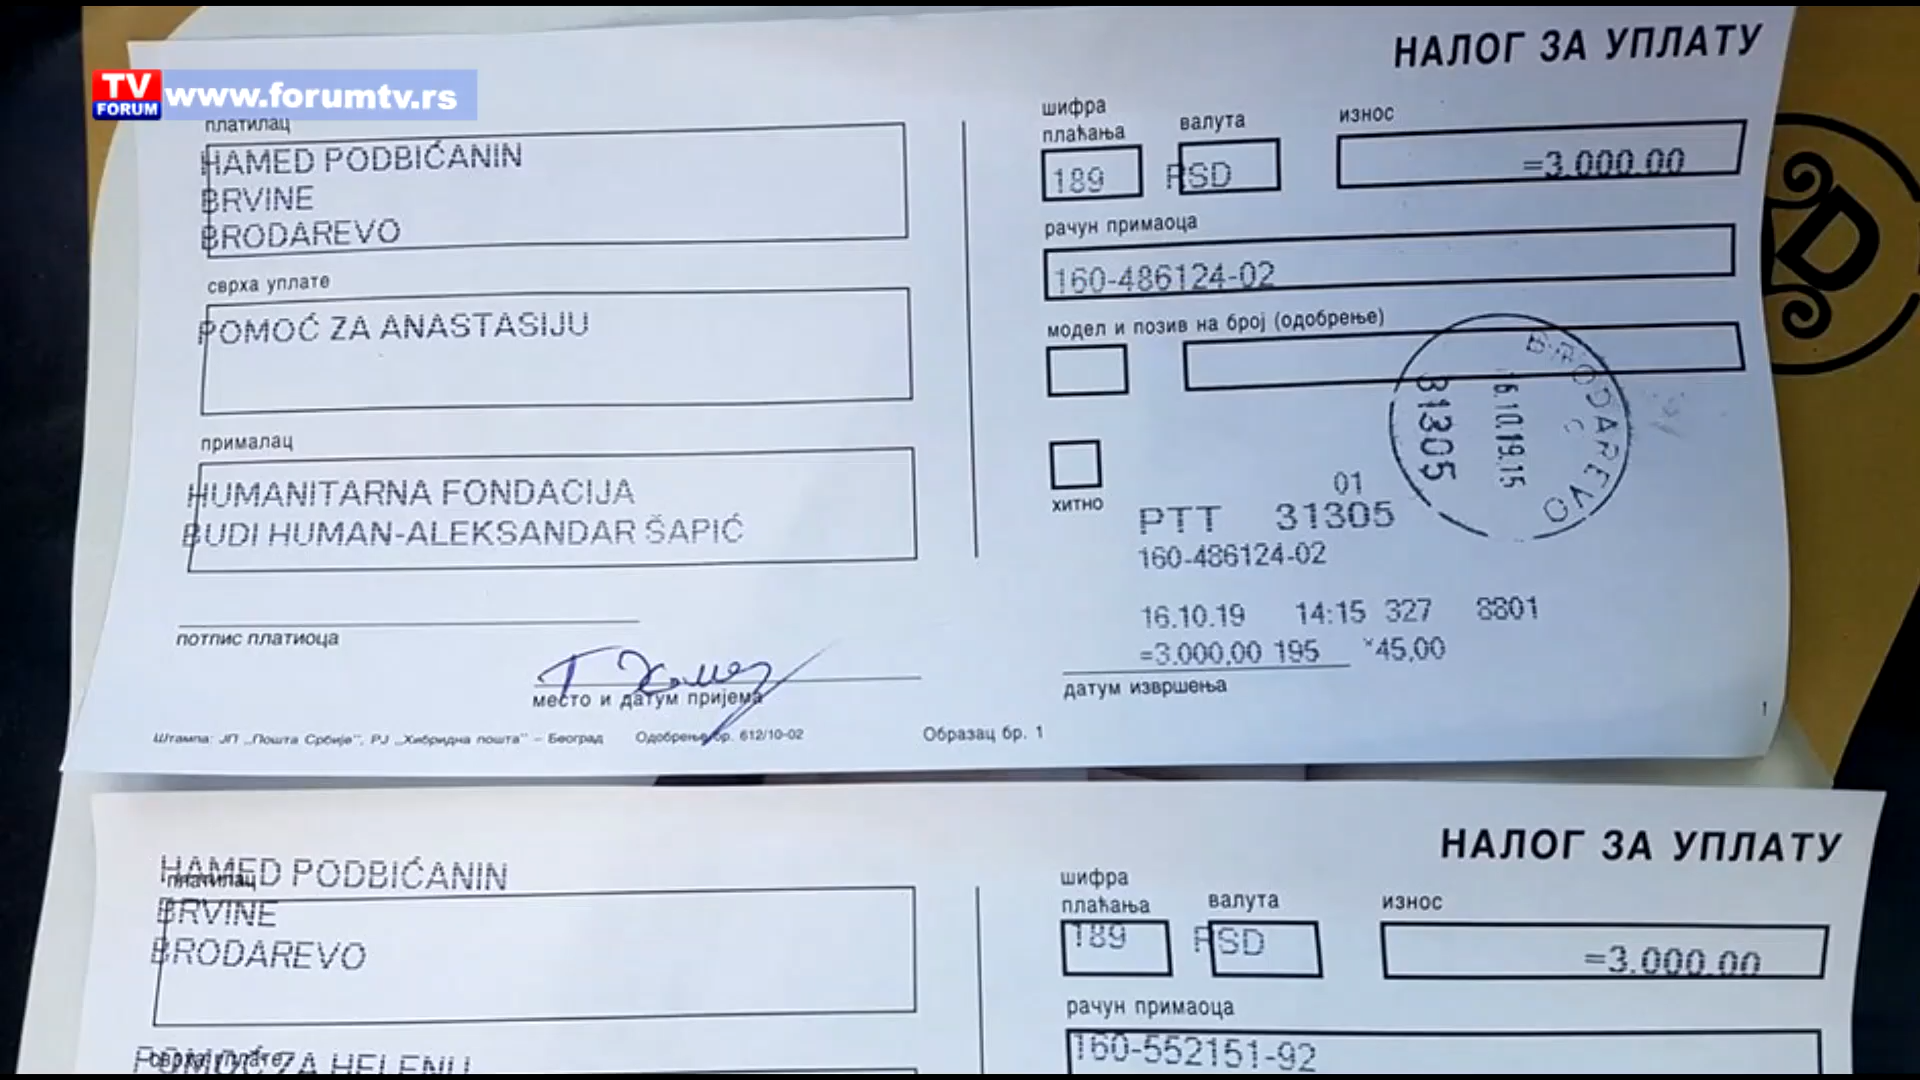 TV
FORUM
www.forumtv.rs
НАЛОГ ЗА УПЛАТУ
платилац
HAMED PODBIĆANIN
BRVINE
BRODAREVO
шифра
плаћања
валута
износ
189
RSD
=3.000,00
рачун примаоца
160-486124-02
сврха уплате
POMOĆ ZA ANASTASIJU
модел и позив на број (одобрење)
прималац
HUMANITARNA FONDACIJA
BUDI HUMAN-ALEKSANDAR ŠAPIĆ
хитно
BRODAREVO
16.10.19.15
31305
01
PTT 31305
160-486124-02
16.10.19 14:15 327 8801
=3.000,00 195 *45,00
потпис платиоца
место и датум пријема
датум извршења
1
Штампа: ЈП „Пошта Србије", РЈ „Хибридна пошта" – Београд
Одобрење бр. 612/10-02
Образац бр. 1
НАЛОГ ЗА УПЛАТУ
платилац
HAMED PODBIĆANIN
BRVINE
BRODAREVO
шифра
плаћања
валута
износ
189
RSD
=3.000,00
рачун примаоца
160-552151-92
сврха уплате
POMOĆ ZA HELENU